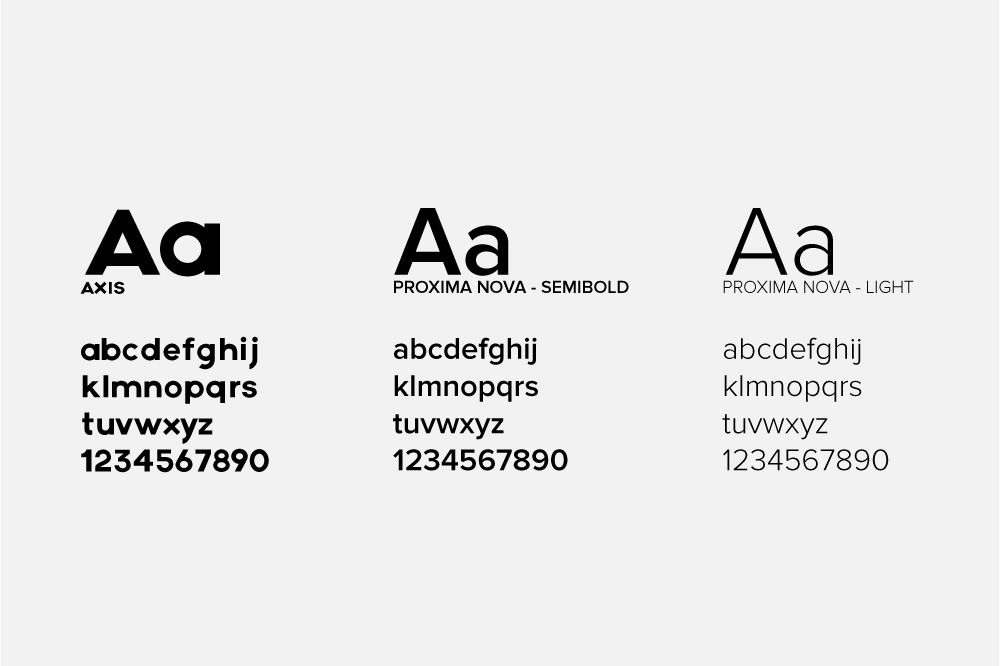 Aa
AXIS
abcdefghij
klmnopqrs
tuvwxyz
1234567890
Aa
PROXIMA NOVA - SEMIBOLD
abcdefghij
klmnopqrs
tuvwxyz
1234567890
Aa
PROXIMA NOVA - LIGHT
abcdefghij
klmnopqrs
tuvwxyz
1234567890